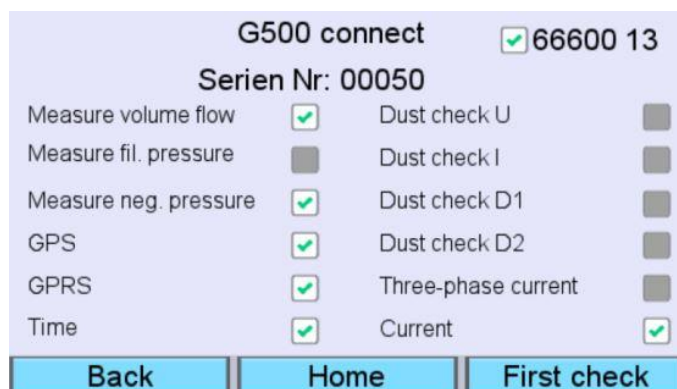 G500 connect 66600 13
Serien Nr: 00050
Measure volume flow Dust check U
Measure fil. pressure Dust check I
Measure neg. pressure Dust check D1
GPS Dust check D2
GPRS Three-phase current
Time Current
Back Home First check